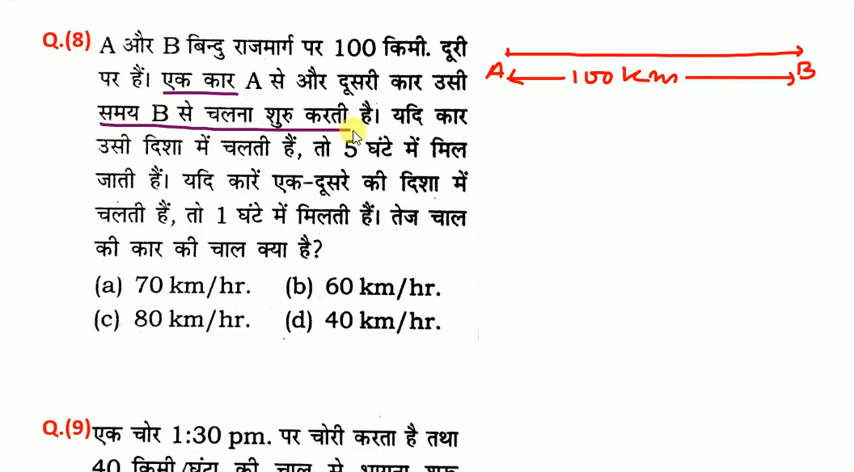 Q.(8) A और B बिन्दु राजमार्ग पर 100 किमी. दूरी
पर हैं। एक कार A से और दूसरी कार उसी
समय B से चलना शुरु करती है। यदि कार
उसी दिशा में चलती हैं, तो 5 घंटे में मिल
जाती हैं। यदि कारें एक-दूसरे की दिशा में
चलती हैं, तो 1 घंटे में मिलती हैं। तेज चाल
की कार की चाल क्या है?
(a) 70 km/hr. (b) 60 km/hr.
(c) 80 km/hr. (d) 40 km/hr.
A 100 km B
Q.(9) एक चोर 1:30 pm. पर चोरी करता है तथा
40 किमी/घंटा की चाल से भागना शुरू